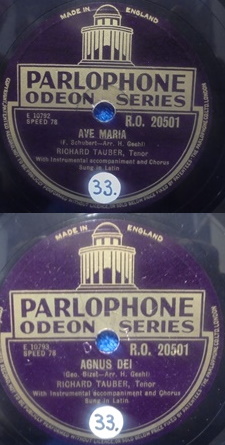 MADE IN ENGLAND
PARLOPHONE
ODEON SERIES
E 10792
SPEED 78
R.O. 20501
AVE MARIA
(F. Schubert—Arr. H. Geehl)
RICHARD TAUBER, Tenor
With Instrumental accompaniment and Chorus
Sung in Latin
33.
MADE IN ENGLAND
PARLOPHONE
ODEON SERIES
E 10793
SPEED 78
R.O. 20501
AGNUS DEI
(Geo. Bizet—Arr. H. Geehl)
RICHARD TAUBER, Tenor
With Instrumental accompaniment and Chorus
Sung in Latin
33.